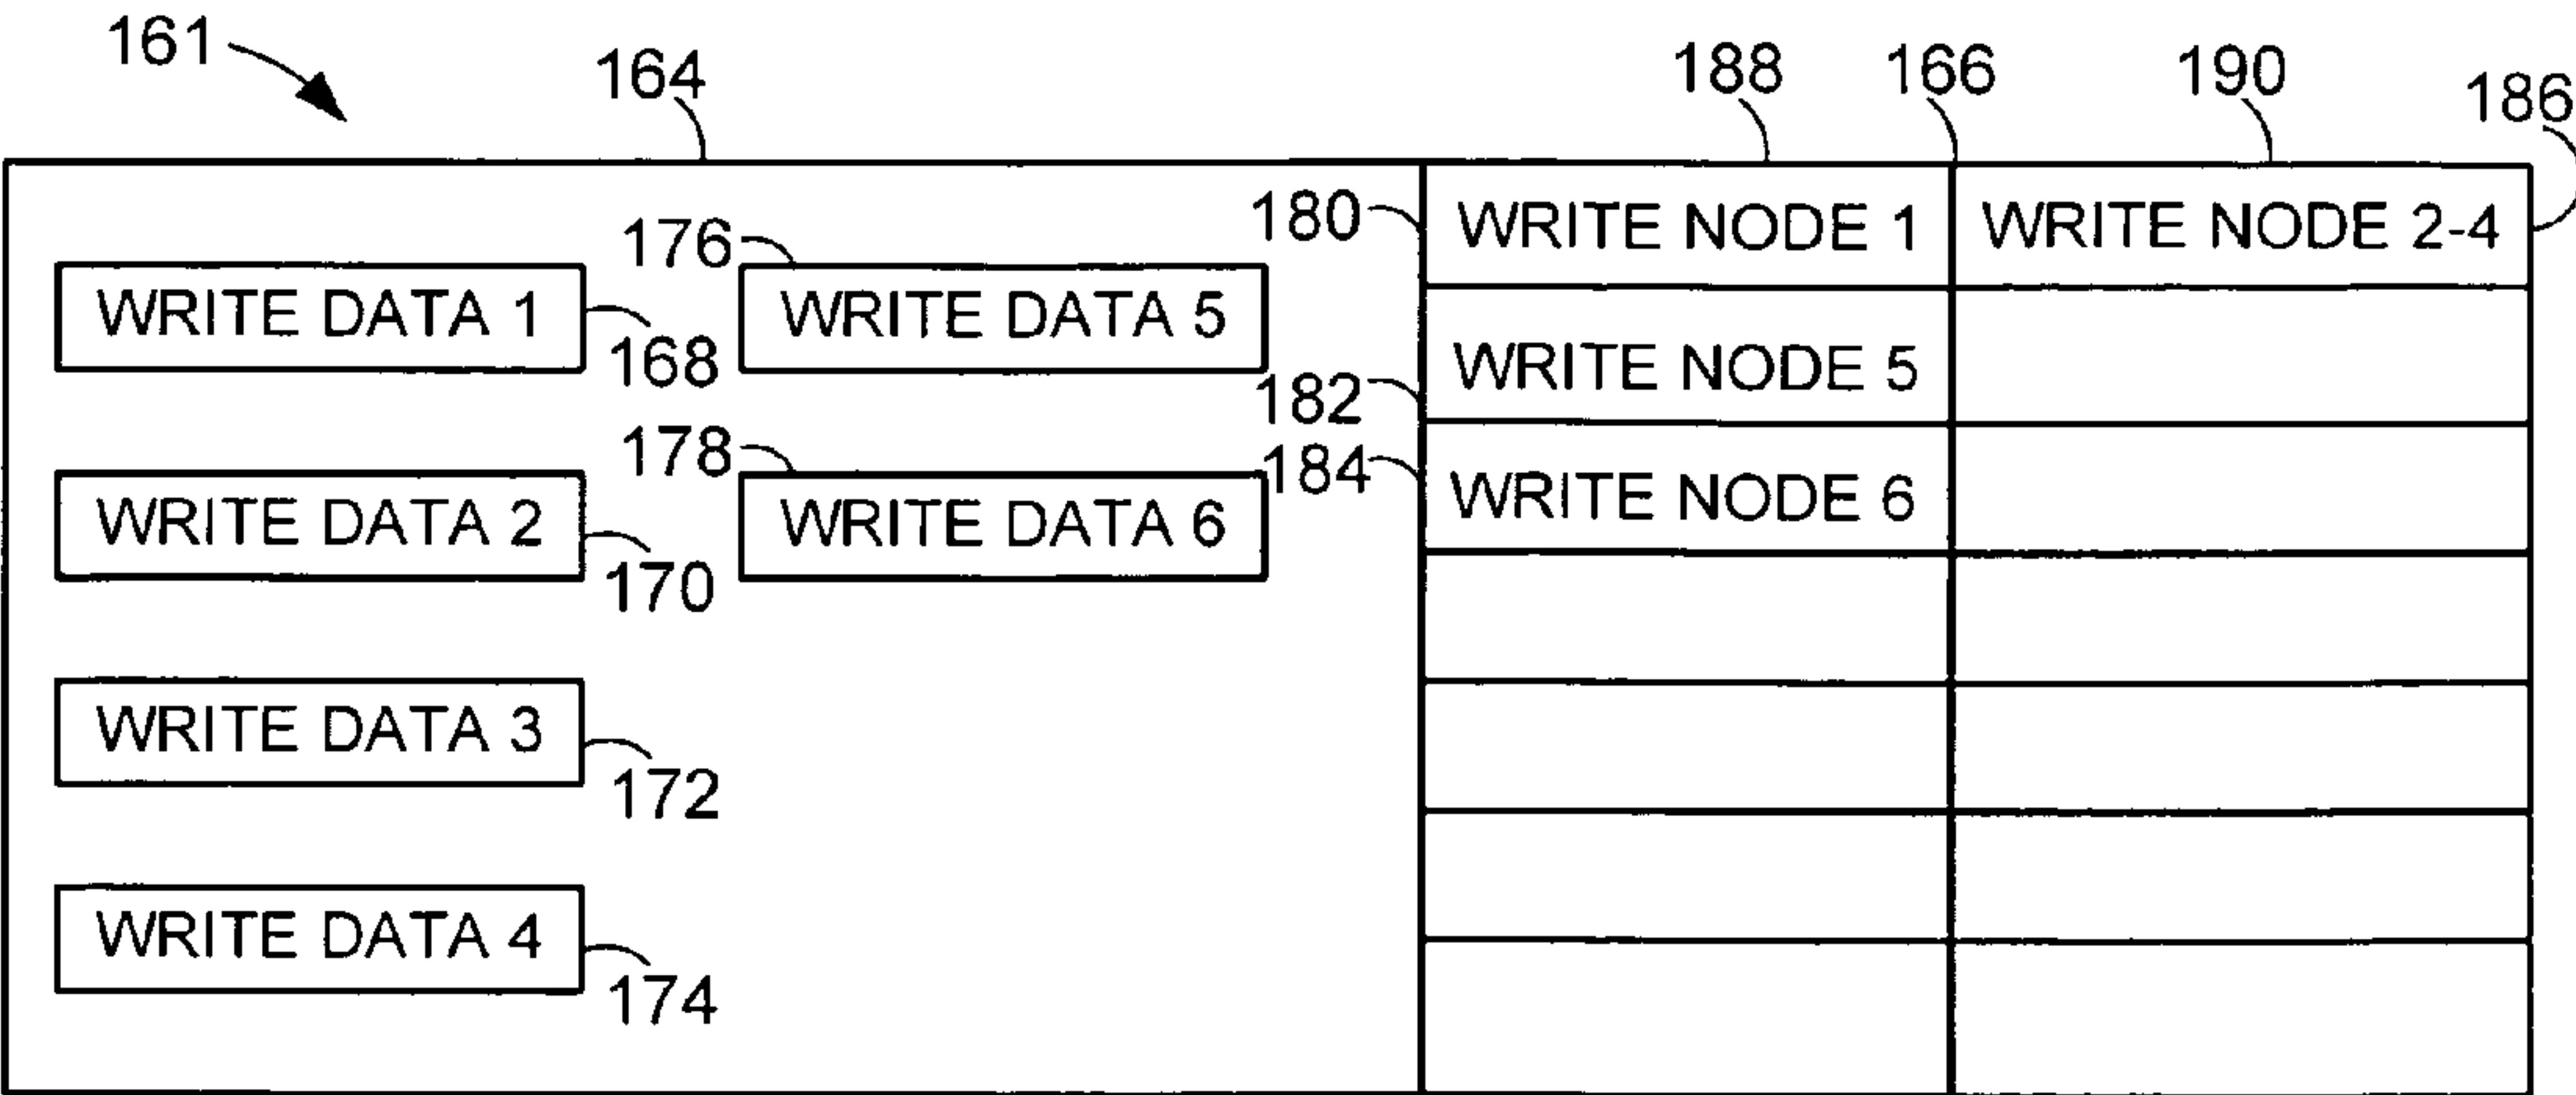 161
164
188
166
190
186
180
WRITE NODE 1
WRITE NODE 2-4
176
WRITE DATA 1
168
WRITE DATA 5
182
WRITE NODE 5
178
184
WRITE DATA 2
170
WRITE DATA 6
WRITE NODE 6
WRITE DATA 3
172
WRITE DATA 4
174